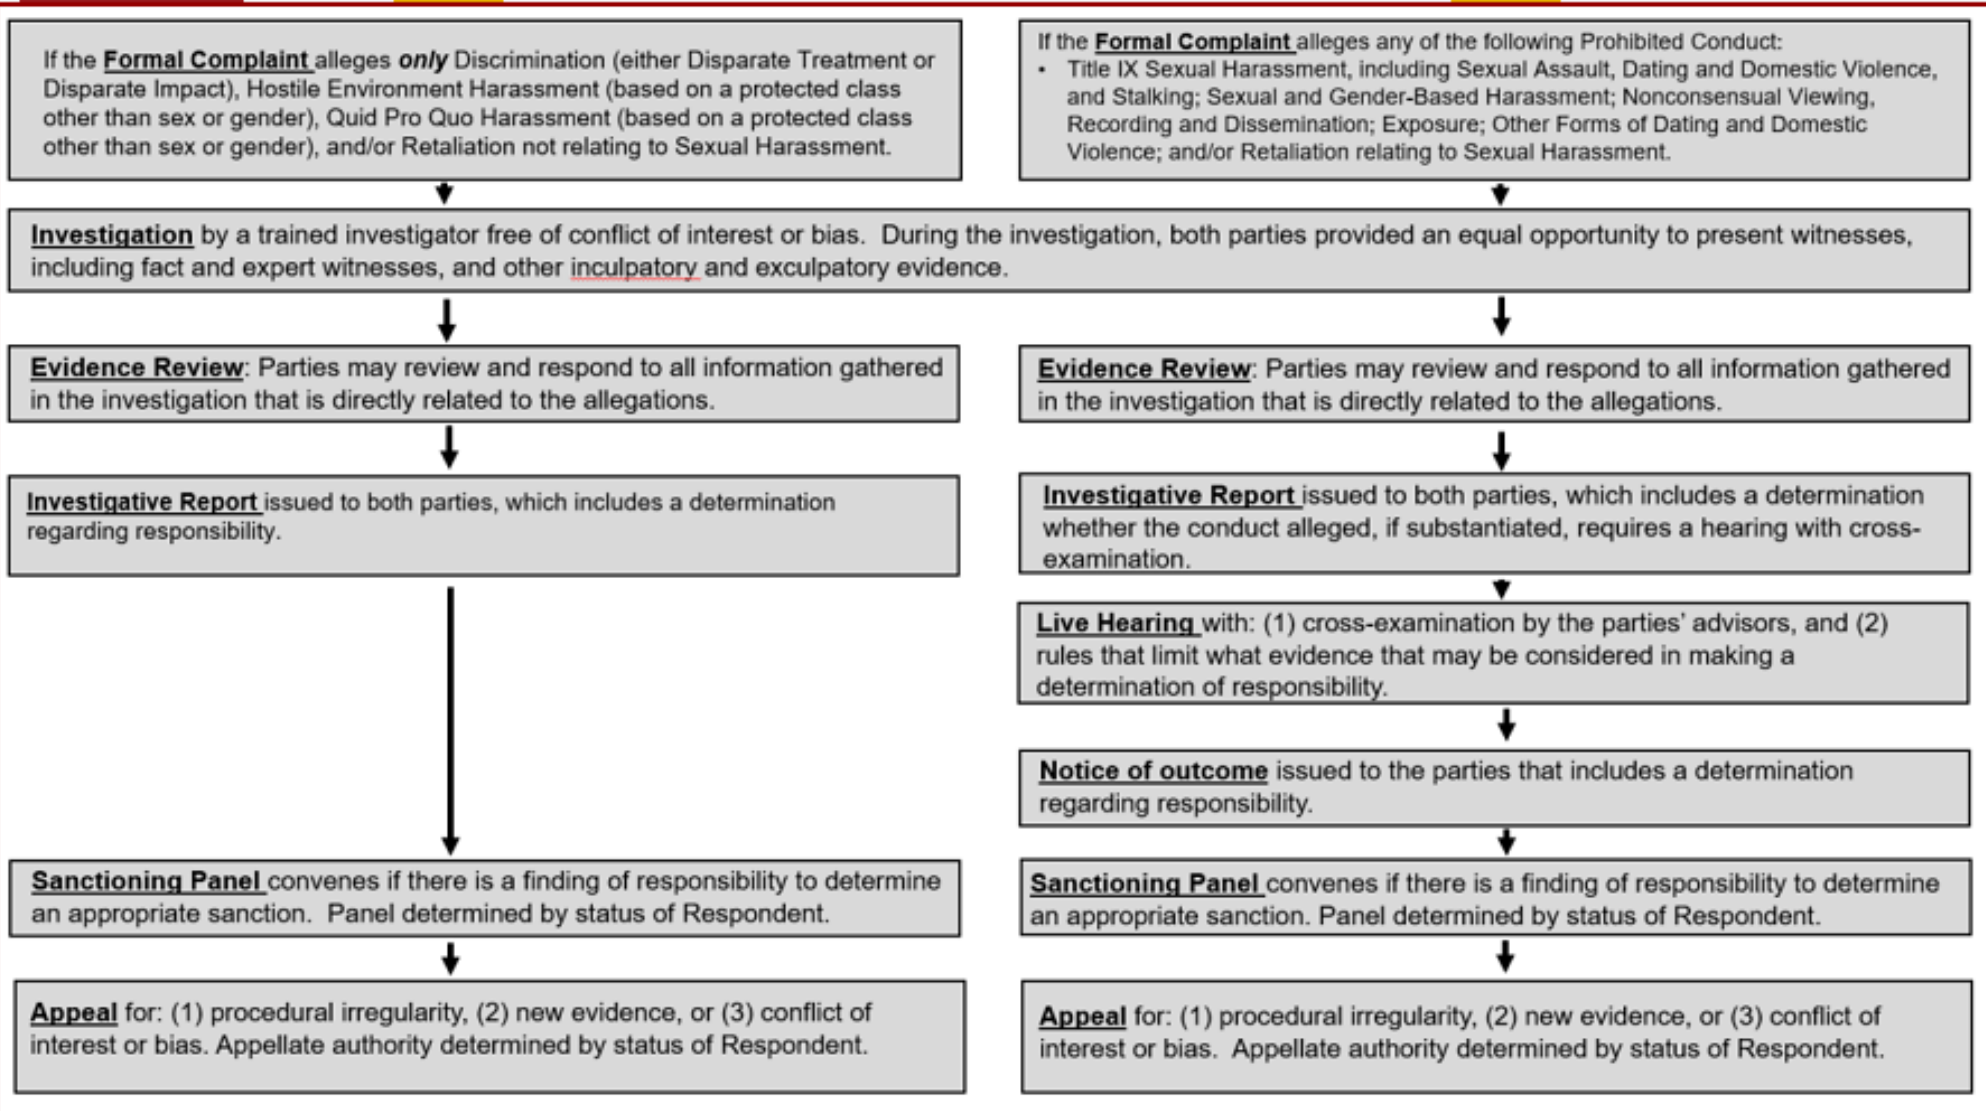 If the Formal Complaint alleges only Discrimination (either Disparate Treatment or
Disparate Impact), Hostile Environment Harassment (based on a protected class
other than sex or gender), Quid Pro Quo Harassment (based on a protected class
other than sex or gender), and/or Retaliation not relating to Sexual Harassment.
If the Formal Complaint alleges any of the following Prohibited Conduct:
• Title IX Sexual Harassment, including Sexual Assault, Dating and Domestic Violence,
and Stalking; Sexual and Gender-Based Harassment; Nonconsensual Viewing,
Recording and Dissemination; Exposure; Other Forms of Dating and Domestic
Violence; and/or Retaliation relating to Sexual Harassment.
Investigation by a trained investigator free of conflict of interest or bias. During the investigation, both parties provided an equal opportunity to present witnesses,
including fact and expert witnesses, and other inculpatory and exculpatory evidence.
Evidence Review: Parties may review and respond to all information gathered
in the investigation that is directly related to the allegations.
Evidence Review: Parties may review and respond to all information gathered
in the investigation that is directly related to the allegations.
Investigative Report issued to both parties, which includes a determination
regarding responsibility.
Investigative Report issued to both parties, which includes a determination
whether the conduct alleged, if substantiated, requires a hearing with cross-
examination.
Live Hearing with: (1) cross-examination by the parties' advisors, and (2)
rules that limit what evidence that may be considered in making a
determination of responsibility.
Notice of outcome issued to the parties that includes a determination
regarding responsibility.
Sanctioning Panel convenes if there is a finding of responsibility to determine
an appropriate sanction. Panel determined by status of Respondent.
Sanctioning Panel convenes if there is a finding of responsibility to determine
an appropriate sanction. Panel determined by status of Respondent.
Appeal for: (1) procedural irregularity, (2) new evidence, or (3) conflict of
interest or bias. Appellate authority determined by status of Respondent.
Appeal for: (1) procedural irregularity, (2) new evidence, or (3) conflict of
interest or bias. Appellate authority determined by status of Respondent.